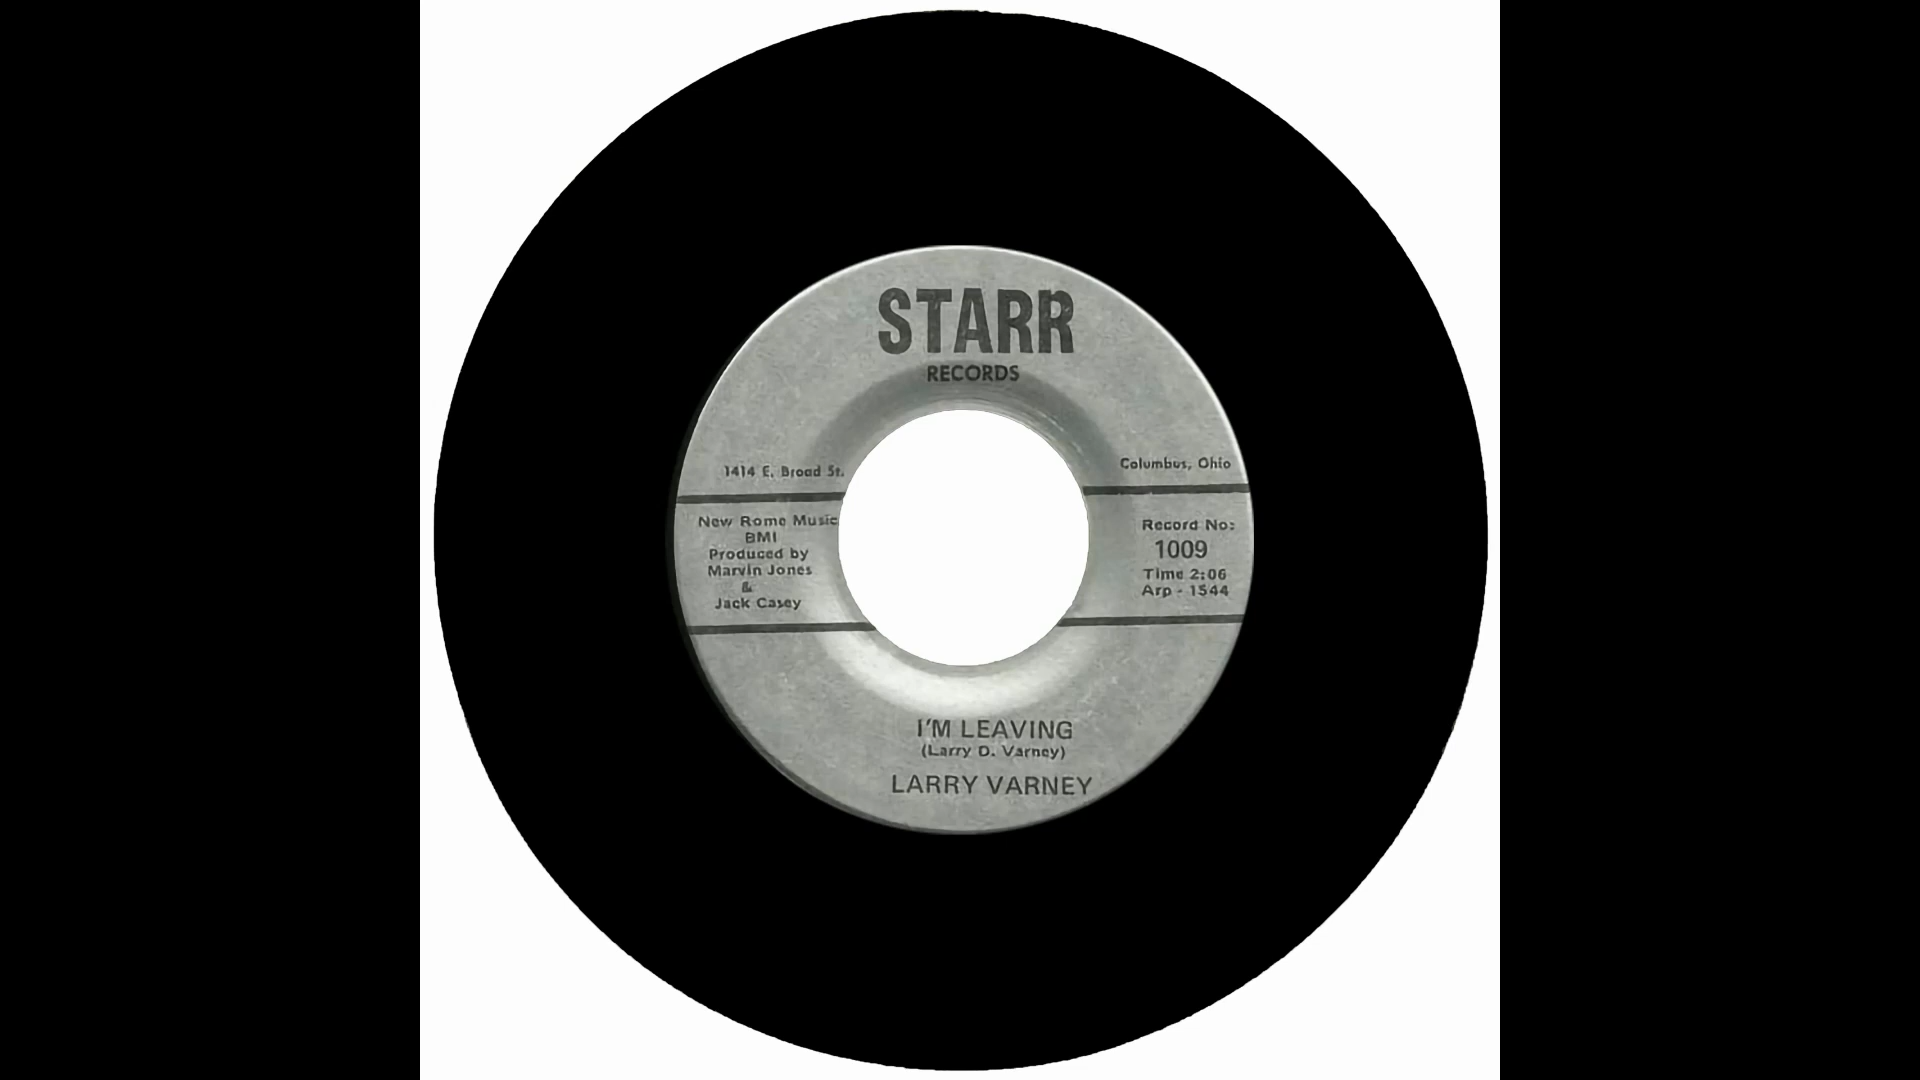 STARR
RECORDS
1414 E. Broad St.
Columbus, Ohio
New Rome Music
BMI
Produced by
Marvin Jones
&
Jack Casey
Record No:
1009
Time 2:06
Arp - 1544
I'M LEAVING
(Larry D. Varney)
LARRY VARNEY